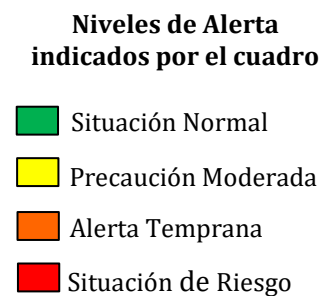 Niveles de Alerta
indicados por el cuadro
Situación Normal
Precaución Moderada
Alerta Temprana
Situación de Riesgo